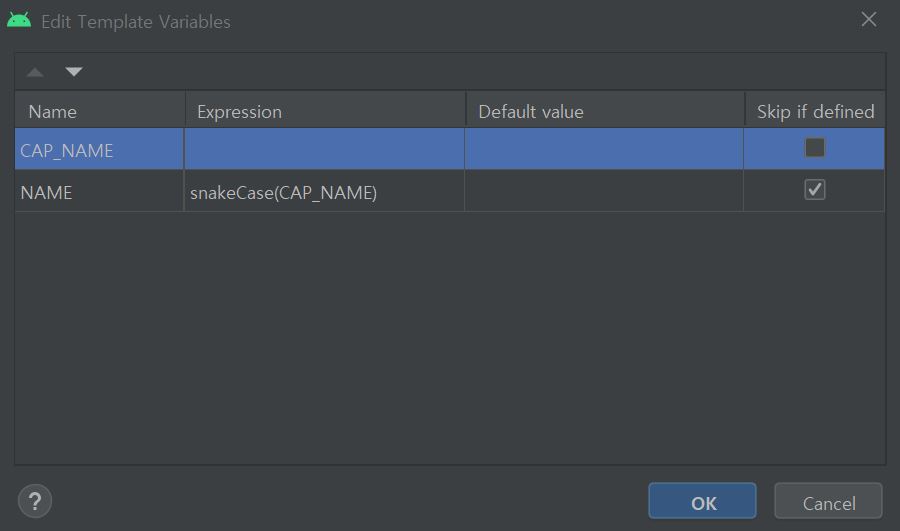 Edit Template Variables
Name Expression Default value Skip if defined
CAP_NAME
NAME snakeCase(CAP_NAME)
? OK Cancel